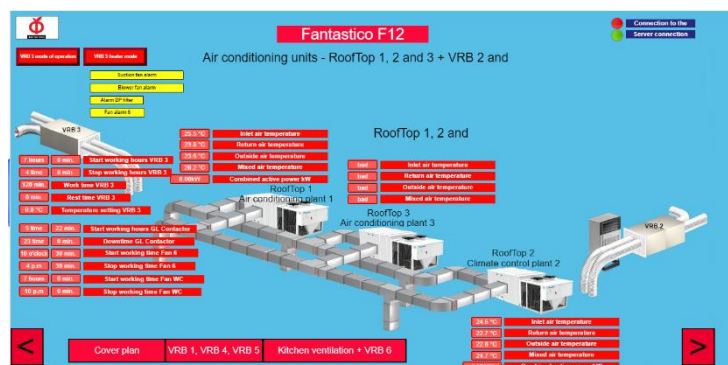 Fantastico F12
Connection to the
Server connection
VRB 3 mode of operation
VRB 3 heater mode
Air conditioning units - RoofTop 1, 2 and 3 + VRB 2 and
Suction fan alarm
Blower fan alarm
Alarm DP filter
Fan alarm 6
VRB 3
RoofTop 1, 2 and
25.5 °C Inlet air temperature
23.8 °C Return air temperature
23.6 °C Outside air temperature
26.2 °C Mixed air temperature
0.00kW Combined active power kW
bad Inlet air temperature
bad Return air temperature
bad Outside air temperature
bad Mixed air temperature
7 hours 0 min. Start working hours VRB 3
4 time 0 min. Stop working hours VRB 3
120 min. Work time VRB 3
0 min. Rest time VRB 3
0.0 °C Temperature setting VRB 3
RoofTop 1
Air conditioning plant 1
RoofTop 3
Air conditioning plant 3
RoofTop 2
Climate control plant 2
VRB 2
5 time 22 min. Start working hours GL Contactor
23 time 0 min. Downtime GL Contactor
10 o'clock 30 min. Start working time Fan 6
4 p.m 30 min. Stop working time Fan 6
7 hours 0 min. Start working time Fan WC
10 p.m 0 min. Stop working time Fan WC
24.6 °C Inlet air temperature
22.7 °C Return air temperature
22.8 °C Outside air temperature
24.7 °C Mixed air temperature
<
Cover plan
VRB 1, VRB 4, VRB 5
Kitchen ventilation + VRB 6
>